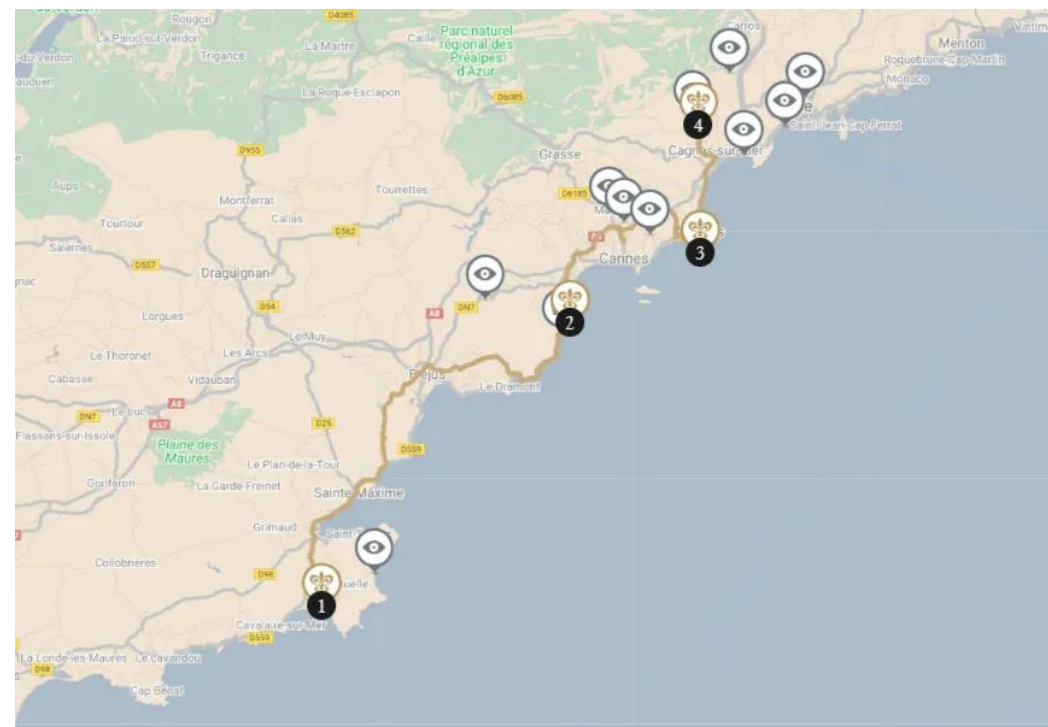 Rougon
D4085
Carros
La Palud-sur-Verdon
La Martre
Caille
Parc naturel
régional des
Préalpes
d'Azur
Menton
Trigance
Roquebrune-Cap-Martin
Monaco
La Roque-Esclapon
D6085
4
Saint-Jean-Cap-Ferrat
D955
Grasse
Aups
Tourrettes
D6185
Montferrat
Tourtour
Callas
D562
Salernes
Cannes
3
D557
Draguignan
D54
DN7
A8
2
Lorgues
Le Muy
Le Thoronet
Les Arcs
Cabasse
Vidauban
Fréjus
Le Dramont
A8
DN7
Le Luc
A57
D25
Flassans-sur-Issole
Plaine des
Maures
D559
Le Plan-de-la-Tour
Gonfaron
La Garde-Freinet
Sainte-Maxime
Grimaud
Collobrières
D98
1
Cavalaire-sur-Mer
D559
La Londe-les-Maures
Le Lavandou
D98
Cap Bénat